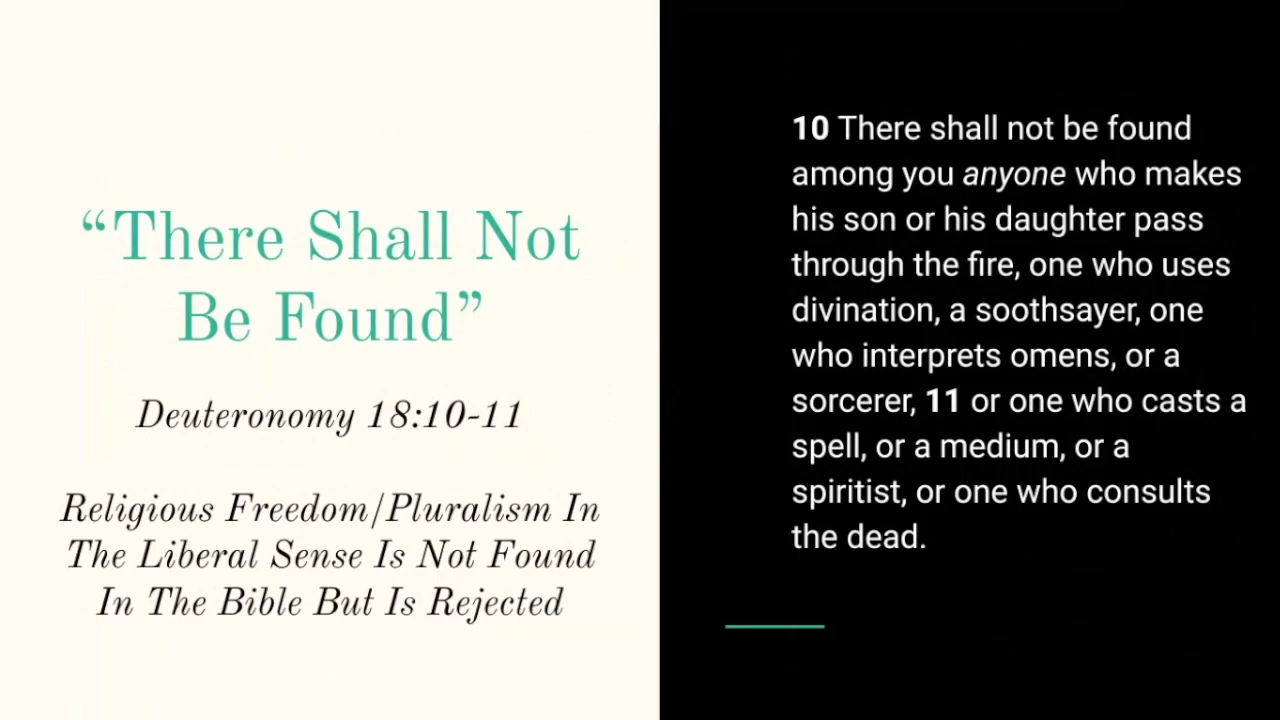 “There Shall Not
Be Found”
Deuteronomy 18:10-11
Religious Freedom/Pluralism In
The Liberal Sense Is Not Found
In The Bible But Is Rejected
10 There shall not be found
among you anyone who makes
his son or his daughter pass
through the fire, one who uses
divination, a soothsayer, one
who interprets omens, or a
sorcerer, 11 or one who casts a
spell, or a medium, or a
spiritist, or one who consults
the dead.